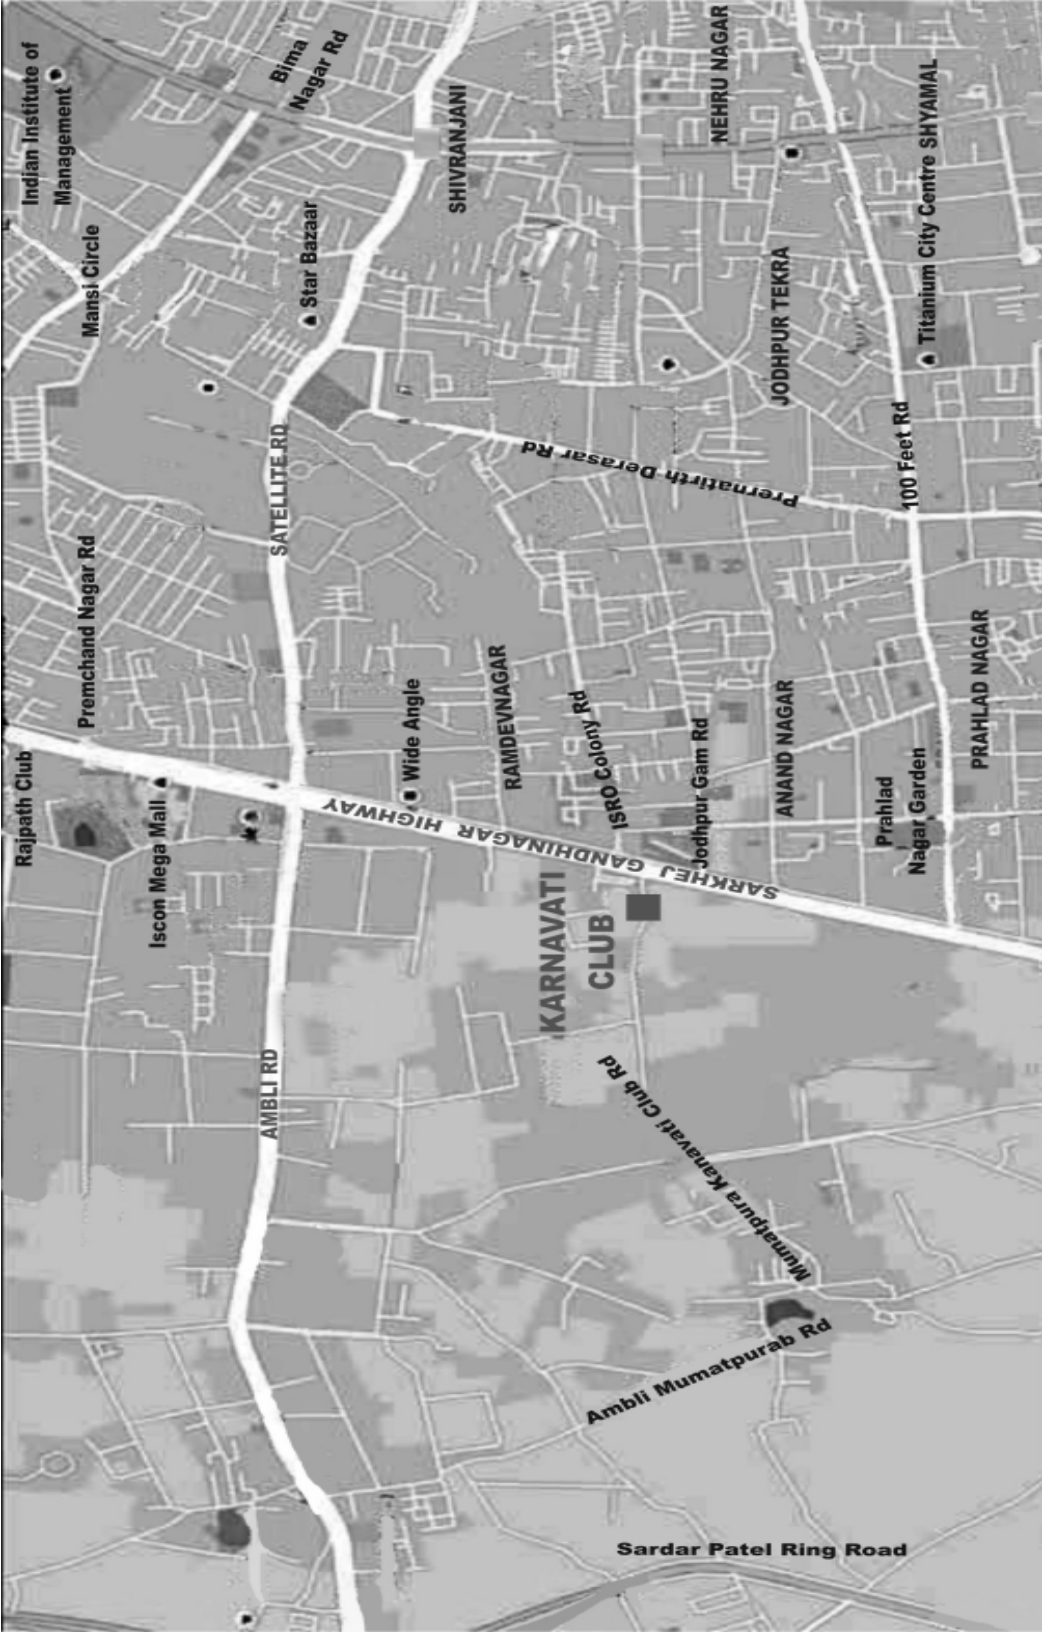 Indian Institute of
Management
Bima
Nagar Rd
Mansi Circle
Star Bazaar
SHIVRANJANI
NEHRU NAGAR
Titanium City Centre SHYAMAL
JODHPUR TEKRA
100 Feet Rd
Prernatirth Derasar Rd
SATELLITE RD
Premchand Nagar Rd
Rajpath Club
Iscon Mega Mall
Wide Angle
RAMDEVNAGAR
ISRO Colony Rd
Jodhpur Gam Rd
ANAND NAGAR
Prahlad
Nagar Garden
PRAHLAD NAGAR
SARKHEJ GANDHINAGAR HIGHWAY
KARNAVATI
CLUB
AMBLI RD
Mumatpura Kanavati Club Rd
Ambli Mumatpurab Rd
Sardar Patel Ring Road